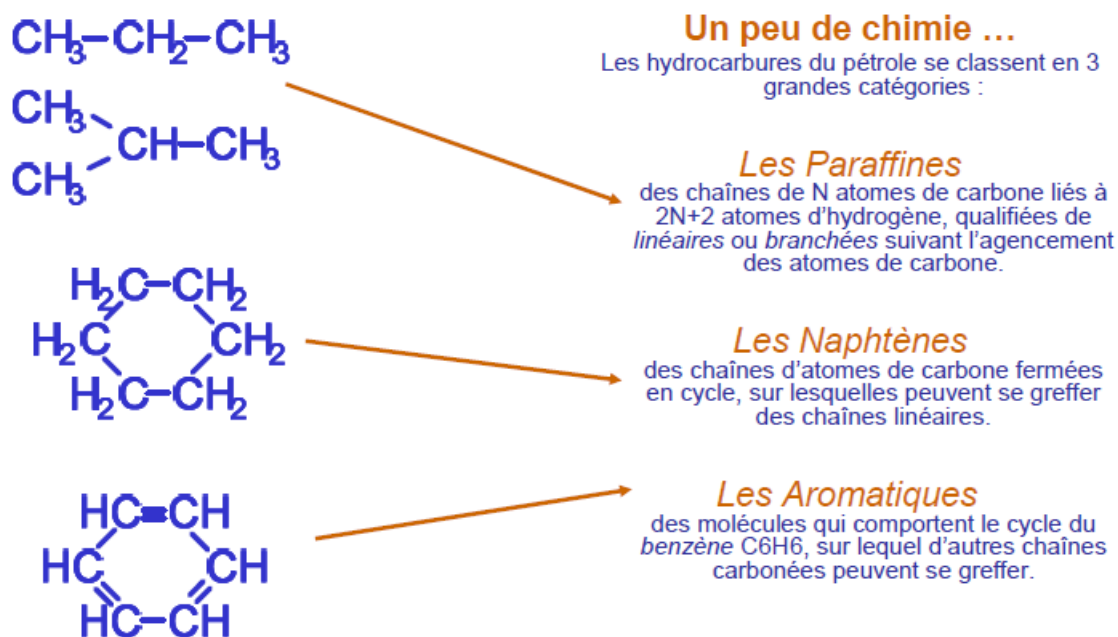 CH3–CH2–CH3
CH3
CH–CH3
CH3
H2C–CH2
H2C CH2
H2C–CH2
HC=CH
HC CH
HC–CH
Un peu de chimie ...
Les hydrocarbures du pétrole se classent en 3
grandes catégories :
Les Paraffines
des chaînes de N atomes de carbone liés à
2N+2 atomes d'hydrogène, qualifiées de
linéaires ou branchées suivant l'agencement
des atomes de carbone.
Les Naphtènes
des chaînes d'atomes de carbone fermées
en cycle, sur lesquelles peuvent se greffer
des chaînes linéaires.
Les Aromatiques
des molécules qui comportent le cycle du
benzène C6H6, sur lequel d'autres chaînes
carbonées peuvent se greffer.